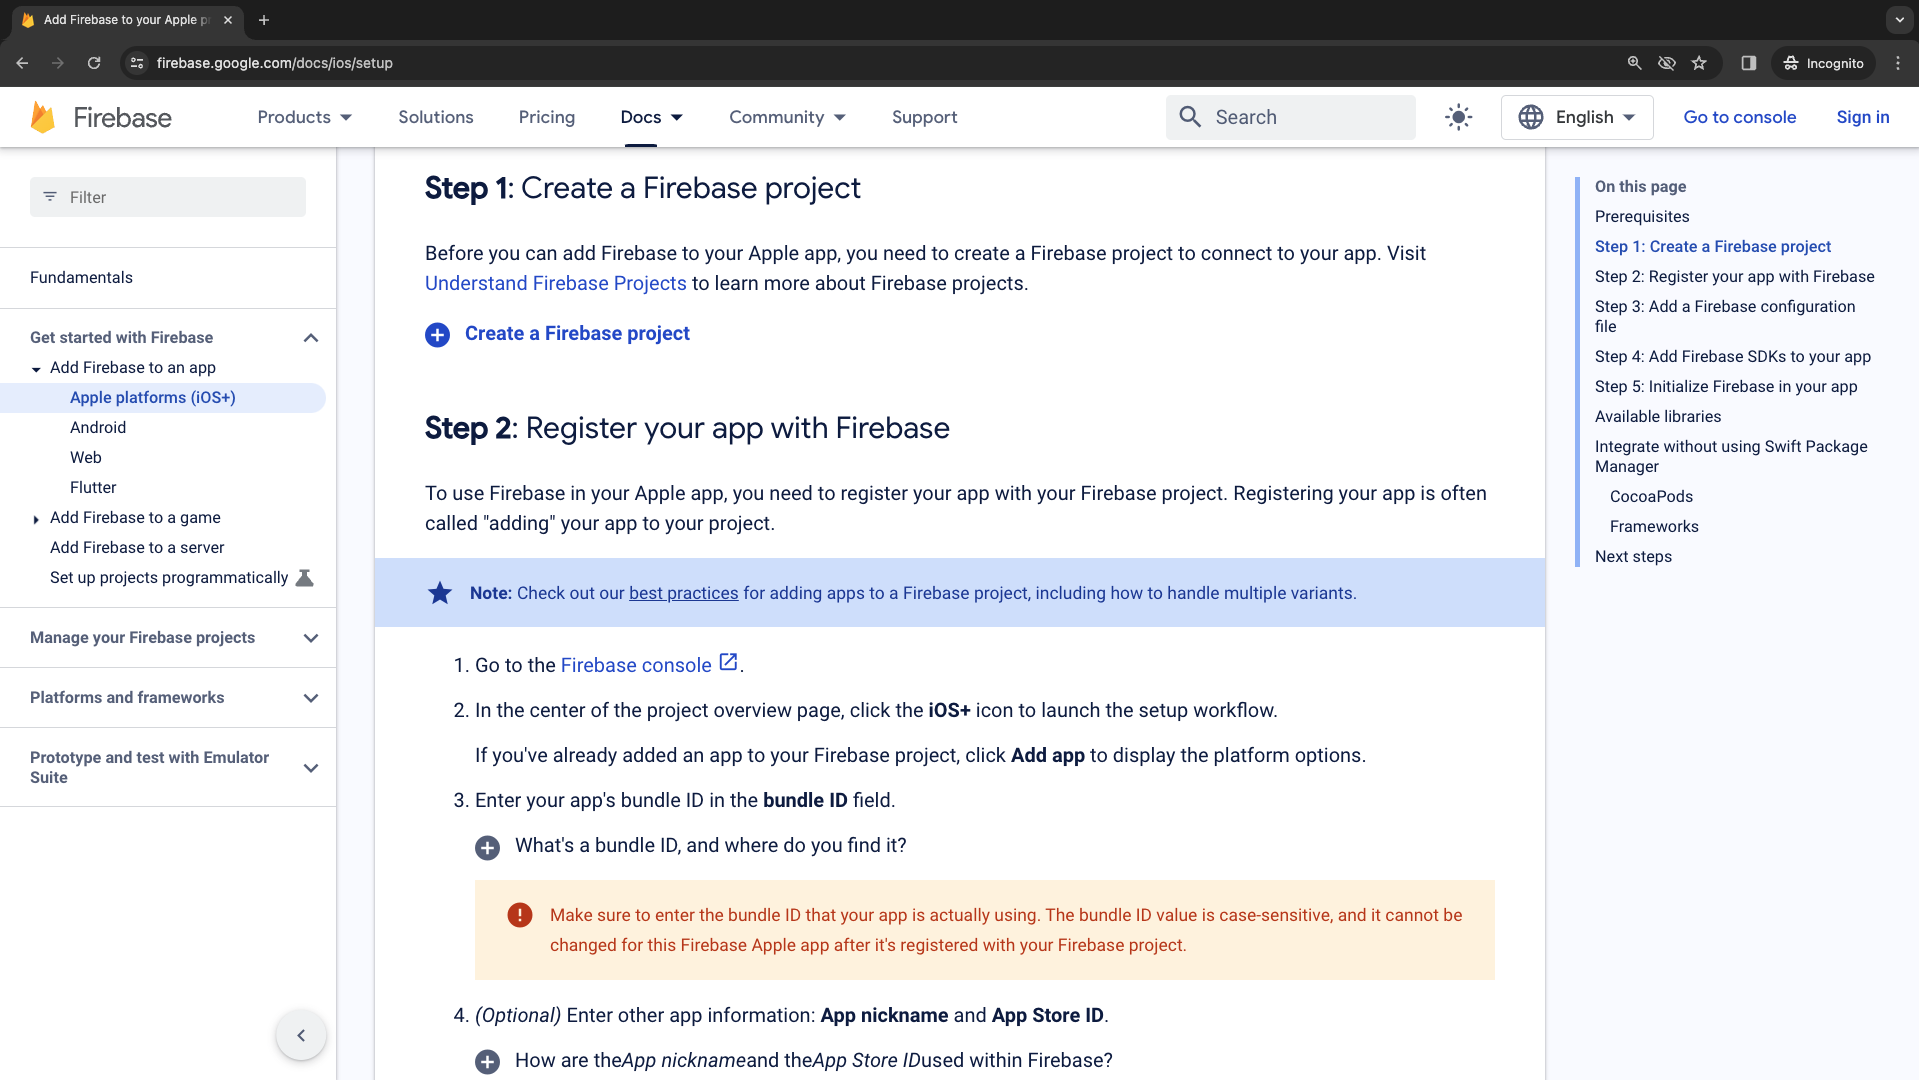 Add Firebase to your Apple pr
firebase.google.com/docs/ios/setup
Incognito
Firebase
Products
Solutions
Pricing
Docs
Community
Support
Search
English
Go to console
Sign in
Filter
Fundamentals
Get started with Firebase
Add Firebase to an app
Apple platforms (iOS+)
Android
Web
Flutter
Add Firebase to a game
Add Firebase to a server
Set up projects programmatically
Manage your Firebase projects
Platforms and frameworks
Prototype and test with Emulator
Suite
Step 1: Create a Firebase project
Before you can add Firebase to your Apple app, you need to create a Firebase project to connect to your app. Visit
Understand Firebase Projects to learn more about Firebase projects.
Create a Firebase project
Step 2: Register your app with Firebase
To use Firebase in your Apple app, you need to register your app with your Firebase project. Registering your app is often
called "adding" your app to your project.
Note: Check out our best practices for adding apps to a Firebase project, including how to handle multiple variants.
1. Go to the Firebase console.
2. In the center of the project overview page, click the iOS+ icon to launch the setup workflow.
If you've already added an app to your Firebase project, click Add app to display the platform options.
3. Enter your app's bundle ID in the bundle ID field.
What's a bundle ID, and where do you find it?
Make sure to enter the bundle ID that your app is actually using. The bundle ID value is case-sensitive, and it cannot be
changed for this Firebase Apple app after it's registered with your Firebase project.
4. (Optional) Enter other app information: App nickname and App Store ID.
How are theApp nicknameand theApp Store IDused within Firebase?
On this page
Prerequisites
Step 1: Create a Firebase project
Step 2: Register your app with Firebase
Step 3: Add a Firebase configuration
file
Step 4: Add Firebase SDKs to your app
Step 5: Initialize Firebase in your app
Available libraries
Integrate without using Swift Package
Manager
CocoaPods
Frameworks
Next steps